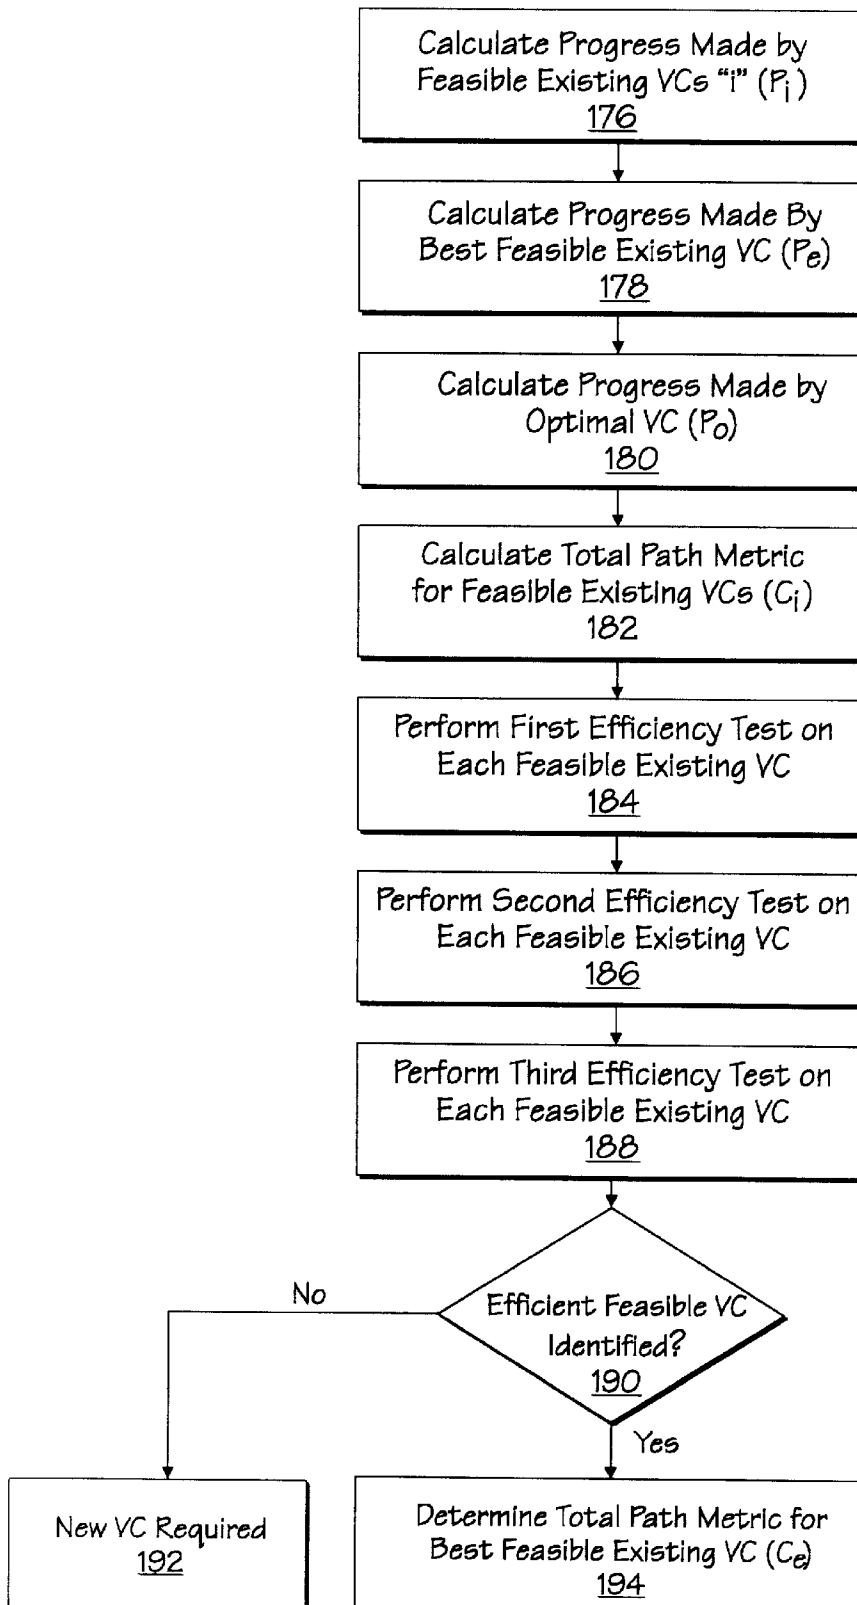 Calculate Progress Made by
Feasible Existing VCs "i" (Pi)
176
Calculate Progress Made By
Best Feasible Existing VC (Pe)
178
Calculate Progress Made by
Optimal VC (Po)
180
Calculate Total Path Metric
for Feasible Existing VCs (Ci)
182
Perform First Efficiency Test on
Each Feasible Existing VC
184
Perform Second Efficiency Test on
Each Feasible Existing VC
186
Perform Third Efficiency Test on
Each Feasible Existing VC
188
No
Efficient Feasible VC
Identified?
190
Yes
New VC Required
192
Determine Total Path Metric for
Best Feasible Existing VC (Ce)
194